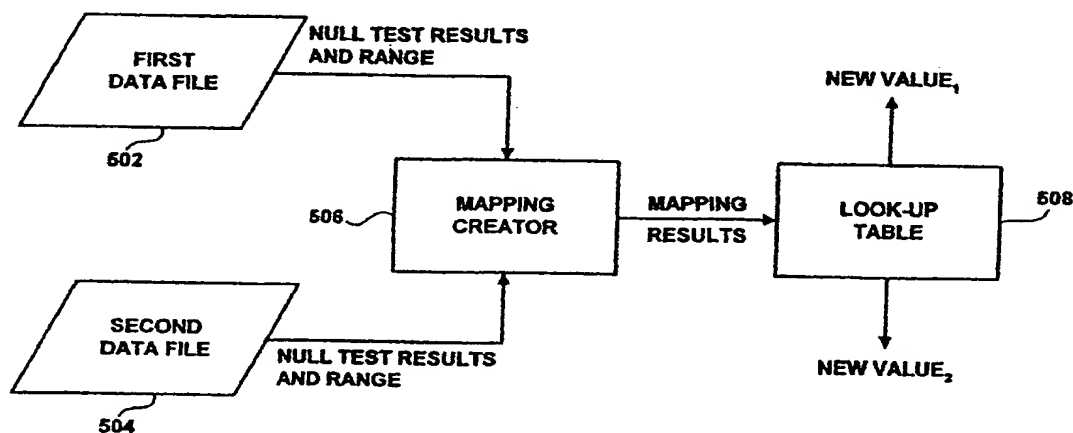 NULL TEST RESULTS
AND RANGE
FIRST
DATA FILE
502
NEW VALUE₁
506
MAPPING
CREATOR
MAPPING
RESULTS
LOOK-UP
TABLE
508
SECOND
DATA FILE
NULL TEST RESULTS
AND RANGE
504
NEW VALUE₂